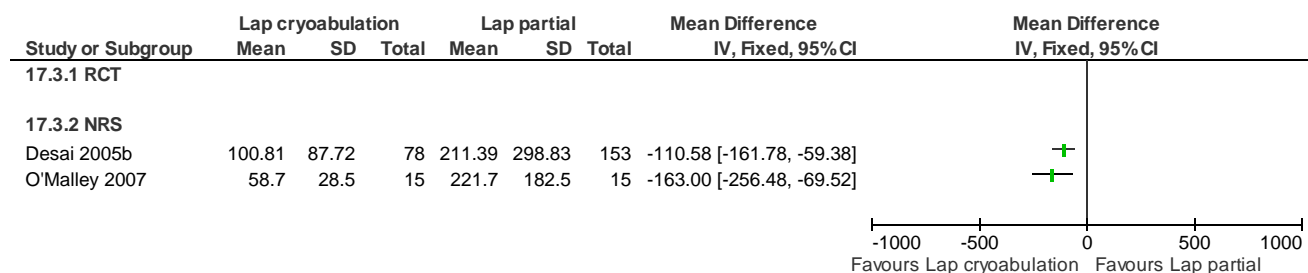 Lap cryoabulation Lap partial Mean Difference Mean Difference
Study or Subgroup Mean SD Total Mean SD Total IV, Fixed, 95% CI IV, Fixed, 95% CI
17.3.1 RCT
17.3.2 NRS
Desai 2005b 100.81 87.72 78 211.39 298.83 153 -110.58 [-161.78, -59.38]
O'Malley 2007 58.7 28.5 15 221.7 182.5 15 -163.00 [-256.48, -69.52]
-1000 -500 0 500 1000
Favours Lap cryoabulation Favours Lap partial